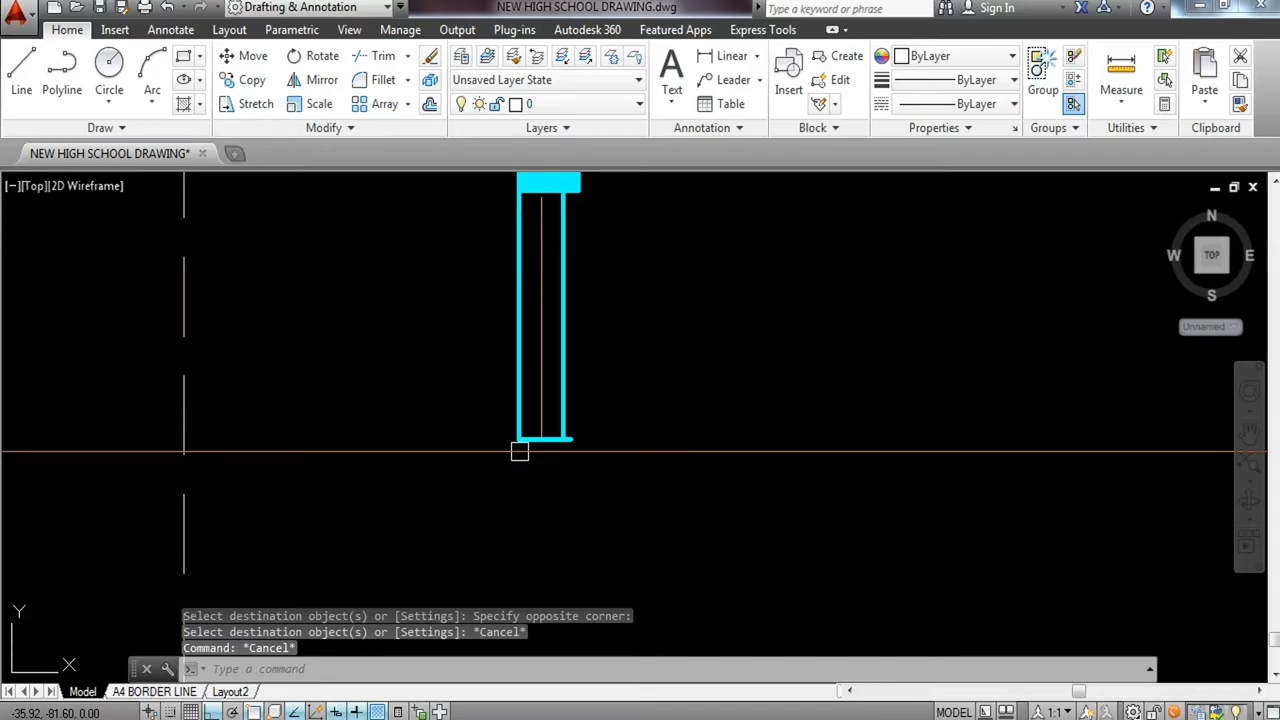 Drafting & Annotation
NEW HIGH SCHOOL DRAWING.dwg
Type a keyword or phrase
Sign In
Home Insert Annotate Layout Parametric View Manage Output Plug-ins Autodesk 360 Featured Apps Express Tools
Line Polyline Circle Arc
Move Rotate Trim
Copy Mirror Fillet
Stretch Scale Array
Unsaved Layer State
0
Text
Linear
Leader
Table
Insert
Create
Edit
ByLayer
ByLayer
ByLayer
Group
Measure
Paste
Draw Modify Layers Annotation Block Properties Groups Utilities Clipboard
NEW HIGH SCHOOL DRAWING*
[−][Top][2D Wireframe]
N
W TOP E
S
Unnamed
Select destination object(s) or [Settings]: Specify opposite corner:
Select destination object(s) or [Settings]: *Cancel*
Command: *Cancel*
Type a command
Y
X
Model A4 BORDER LINE Layout2
-35.92, -81.60, 0.00
MODEL
1:1